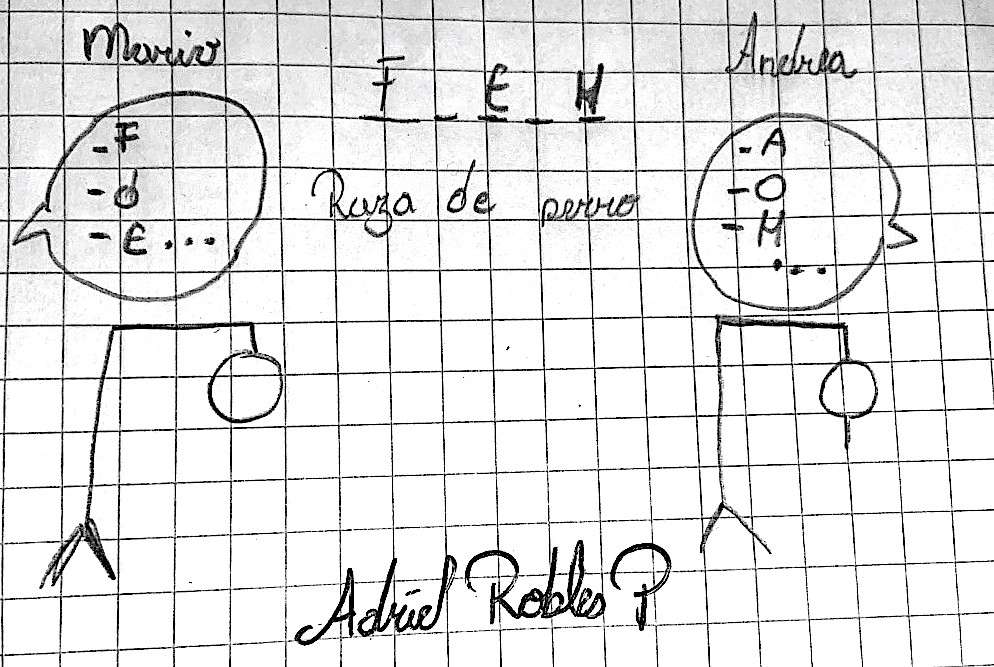 Mario
Andrea
F _ E _ H
- F
- d
- E ...
Raza de perro
- A
- O
- H
...
Adriel Robles P